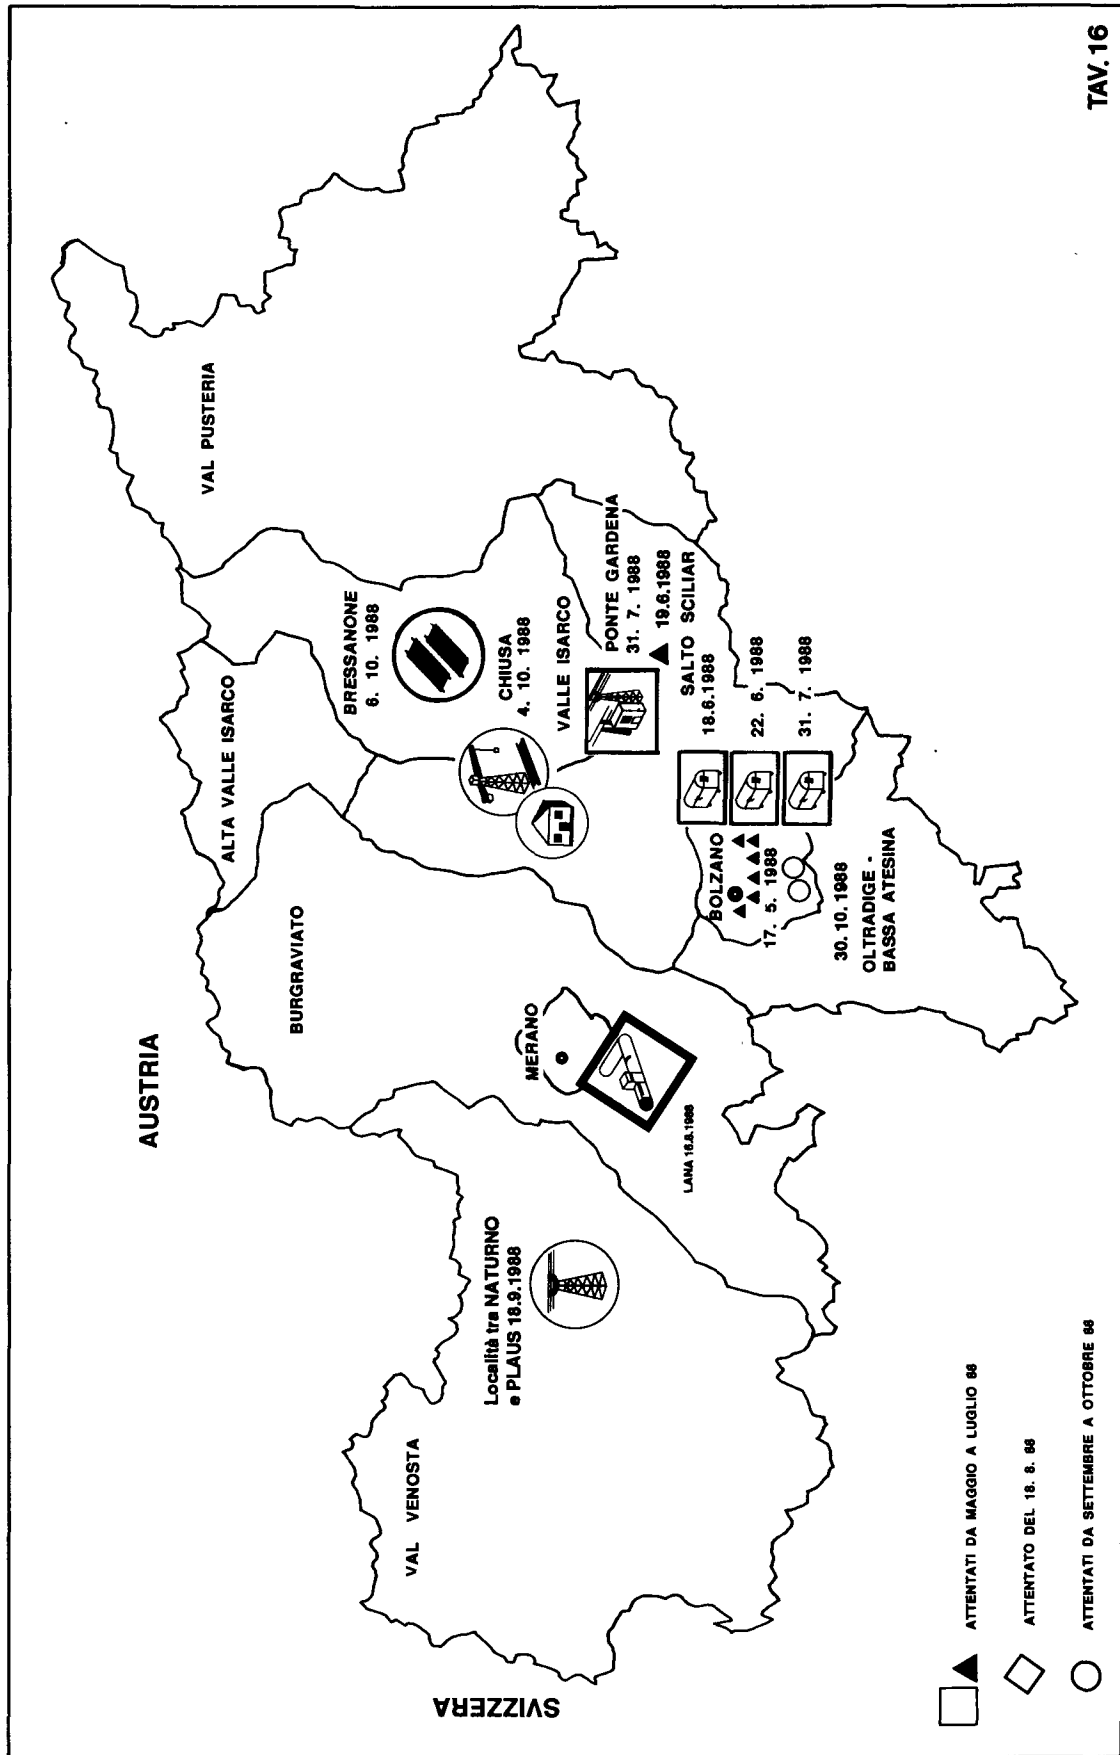 AUSTRIA
SVIZZERA
VAL PUSTERIA
ALTA VALLE ISARCO
BURGRAVIATO
BRESSANONE
6. 10. 1988
CHIUSA
4. 10. 1988
VALLE ISARCO
PONTE GARDENA
31. 7. 1988
19.6.1988
SALTO SCILIAR
18.6.1988
22. 6. 1988
31. 7. 1988
BOLZANO
17. 5. 1988
30.10.1988
OLTRADIGE -
BASSA ATESINA
MERANO
LANA 16.8.1988
Località tra NATURNO
e PLAUS 18.9.1988
VAL VENOSTA
ATTENTATI DA MAGGIO A LUGLIO 88
ATTENTATO DEL 18. 8. 88
ATTENTATI DA SETTEMBRE A OTTOBRE 88
TAV. 16